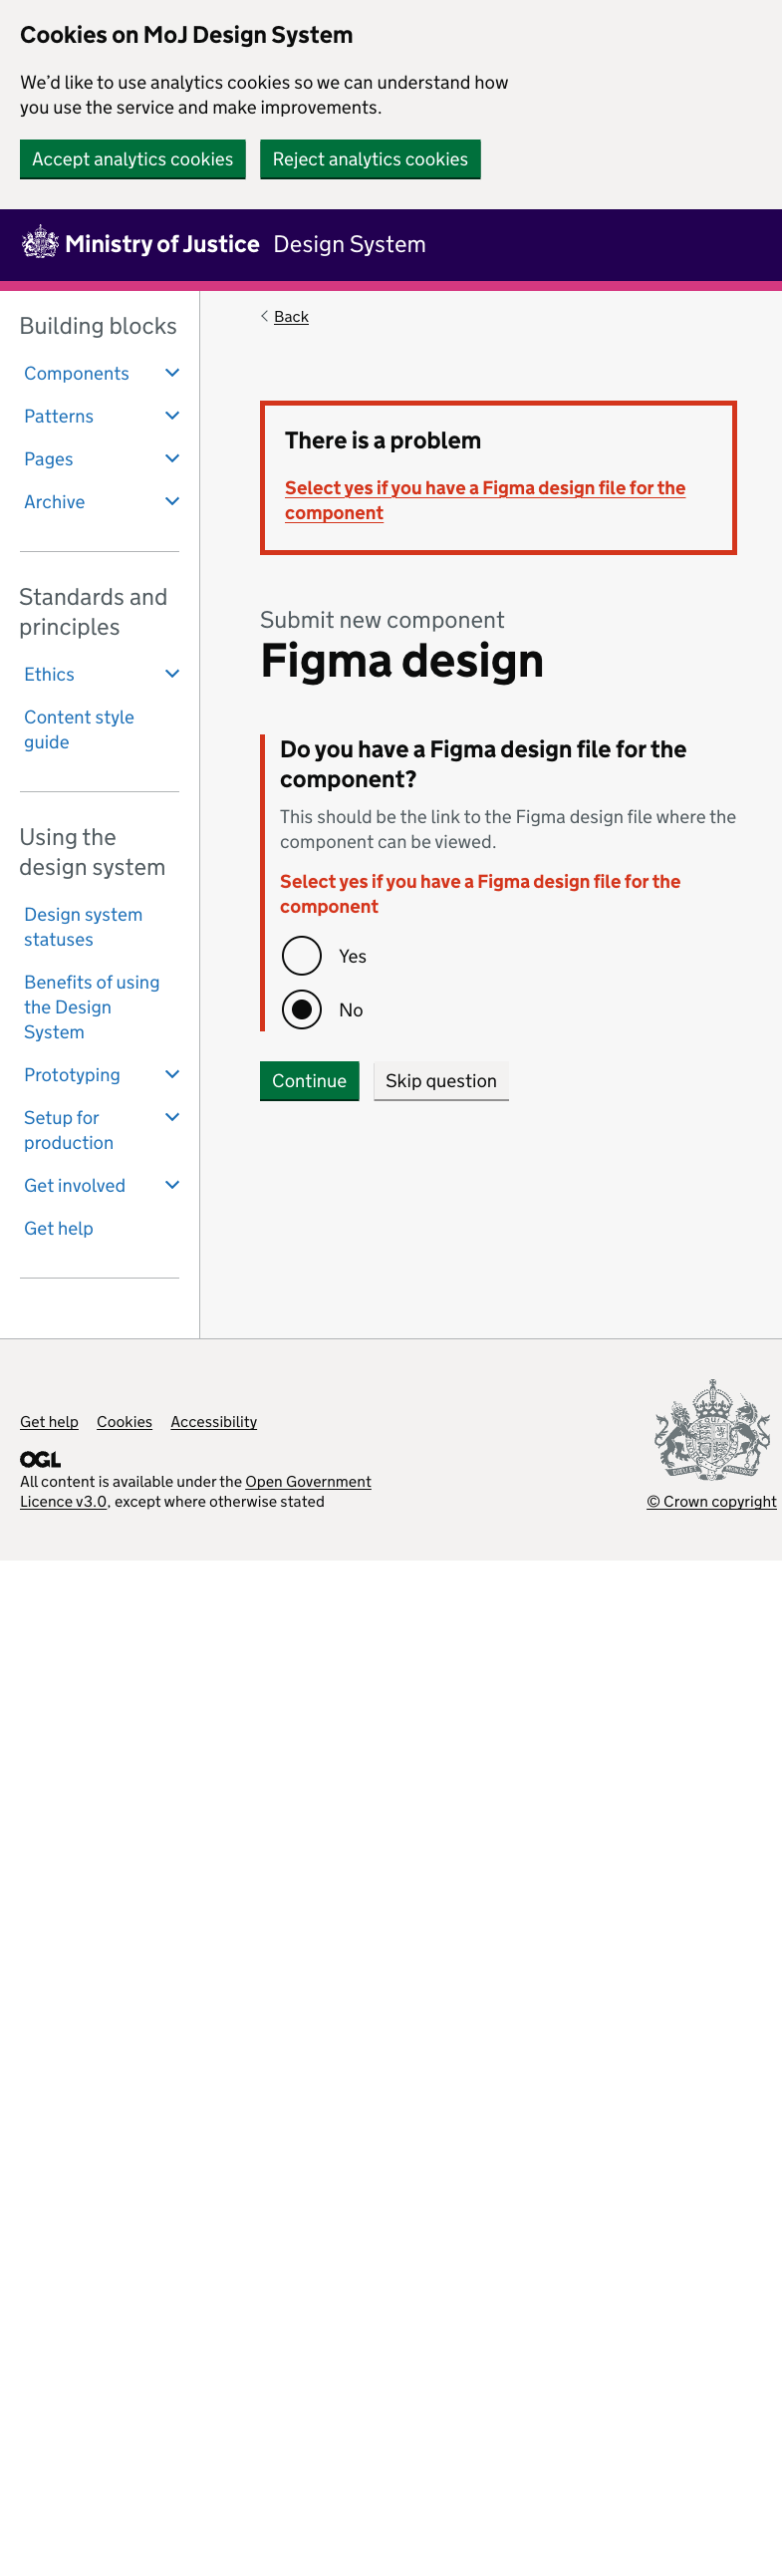 Cookies on MoJ Design System
We’d like to use analytics cookies so we can understand how
you use the service and make improvements.
Accept analytics cookies
Reject analytics cookies
Ministry of Justice Design System
Building blocks
Components
Patterns
Pages
Archive
Standards and
principles
Ethics
Content style
guide
Using the
design system
Design system
statuses
Benefits of using
the Design
System
Prototyping
Setup for
production
Get involved
Get help
Back
There is a problem
Select yes if you have a Figma design file for the
component
Submit new component
Figma design
Do you have a Figma design file for the
component?
This should be the link to the Figma design file where the
component can be viewed.
Select yes if you have a Figma design file for the
component
Yes
No
Continue
Skip question
Get help Cookies Accessibility
OGL
All content is available under the Open Government
Licence v3.0, except where otherwise stated
© Crown copyright